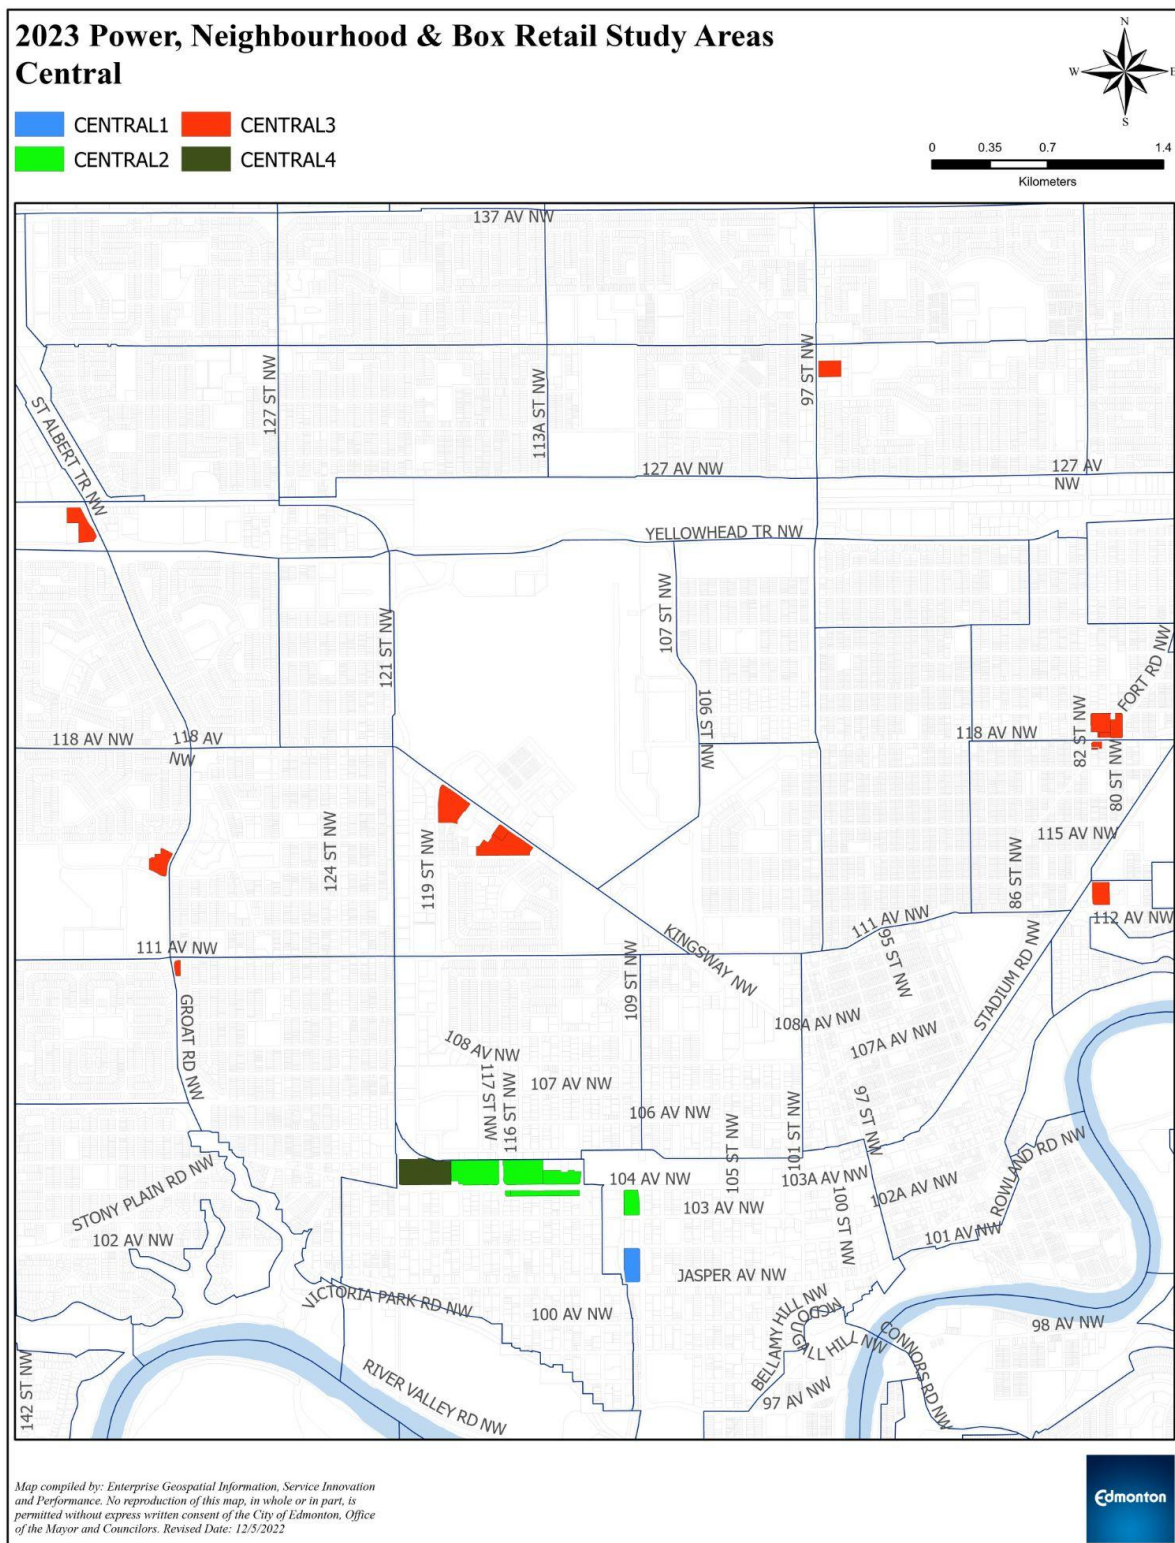 2023 Power, Neighbourhood & Box Retail Study Areas
Central
N
W
E
S
CENTRAL1
CENTRAL3
CENTRAL2
CENTRAL4
0 0.35 0.7 1.4
Kilometers
137 AV NW
127 ST NW
113A ST NW
97 ST NW
ST ALBERT TR NW
127 AV NW
127 AV
NW
YELLOWHEAD TR NW
107 ST NW
121 ST NW
FORT RD NW
106 ST NW
82 ST NW
118 AV NW
118 AV
NW
118 AV NW
80 ST NW
124 ST NW
119 ST NW
115 AV NW
86 ST NW
111 AV NW
112 AV NW
111 AV NW
95 ST NW
KINGSWAY NW
109 ST NW
STADIUM RD NW
GROAT RD NW
108A AV NW
108 AV NW
107A AV NW
117 ST NW
116 ST NW
107 AV NW
106 AV NW
105 ST NW
101 ST NW
97 ST NW
ROWLAND RD NW
STONY PLAIN RD NW
104 AV NW
103A AV NW
102A AV NW
103 AV NW
100 ST NW
102 AV NW
101 AV NW
JASPER AV NW
VICTORIA PARK RD NW
100 AV NW
BELLAMY HILL NW
MCDOUGALL HILL NW
CONNORS RD NW
98 AV NW
142 ST NW
RIVER VALLEY RD NW
97 AV NW
Map compiled by: Enterprise Geospatial Information, Service Innovation
and Performance. No reproduction of this map, in whole or in part, is
permitted without express written consent of the City of Edmonton, Office
of the Mayor and Councilors. Revised Date: 12/5/2022
Edmonton